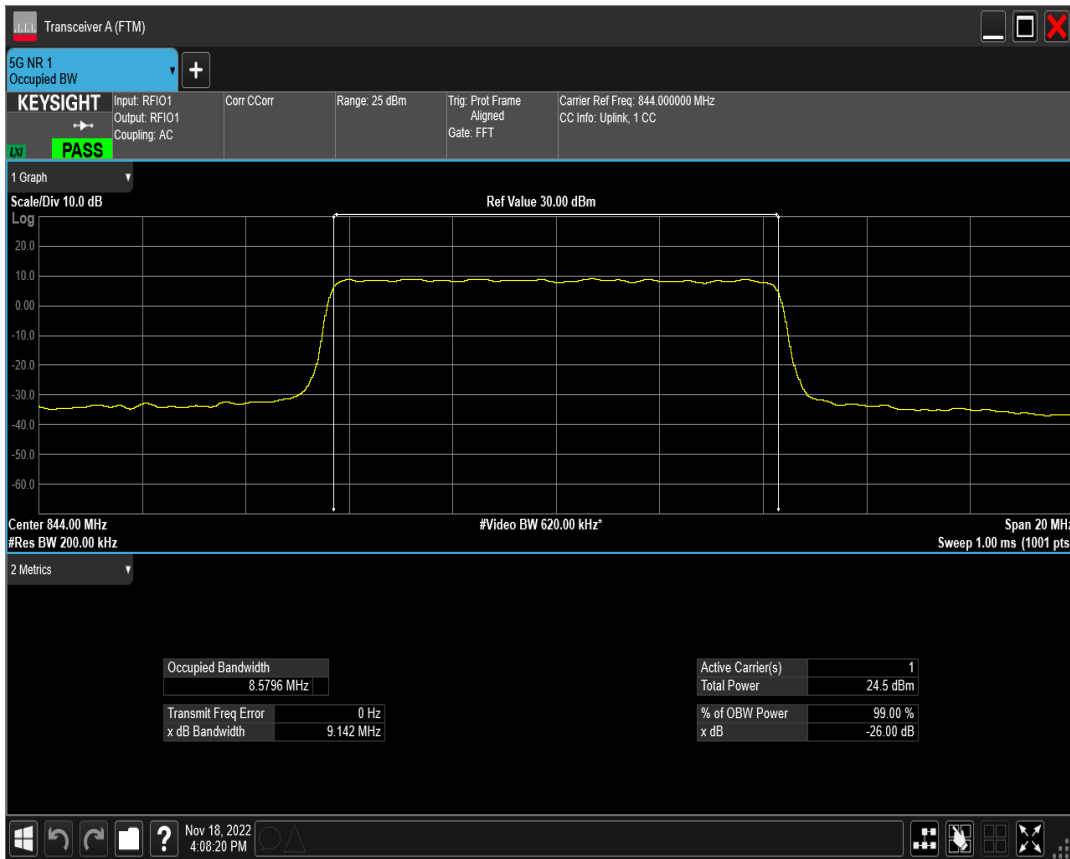 Transceiver A (FTM)
5G NR 1
Occupied BW
+
KEYSIGHT
LXI
PASS
Input: RFIO1
Output: RFIO1
Coupling: AC
Corr CCorr
Range: 25 dBm
Trig: Prot Frame
Aligned
Gate: FFT
Carrier Ref Freq: 844.000000 MHz
CC Info: Uplink, 1 CC
1 Graph
Scale/Div 10.0 dB
Ref Value 30.00 dBm
Log
20.0
10.0
0.00
-10.0
-20.0
-30.0
-40.0
-50.0
-60.0
Center 844.00 MHz
#Video BW 620.00 kHz*
Span 20 MHz
#Res BW 200.00 kHz
Sweep 1.00 ms (1001 pts
2 Metrics
Occupied Bandwidth
8.5796 MHz
Transmit Freq Error 0 Hz
x dB Bandwidth 9.142 MHz
Active Carrier(s) 1
Total Power 24.5 dBm
% of OBW Power 99.00 %
x dB -26.00 dB
?
Nov 18, 2022
4:08:20 PM